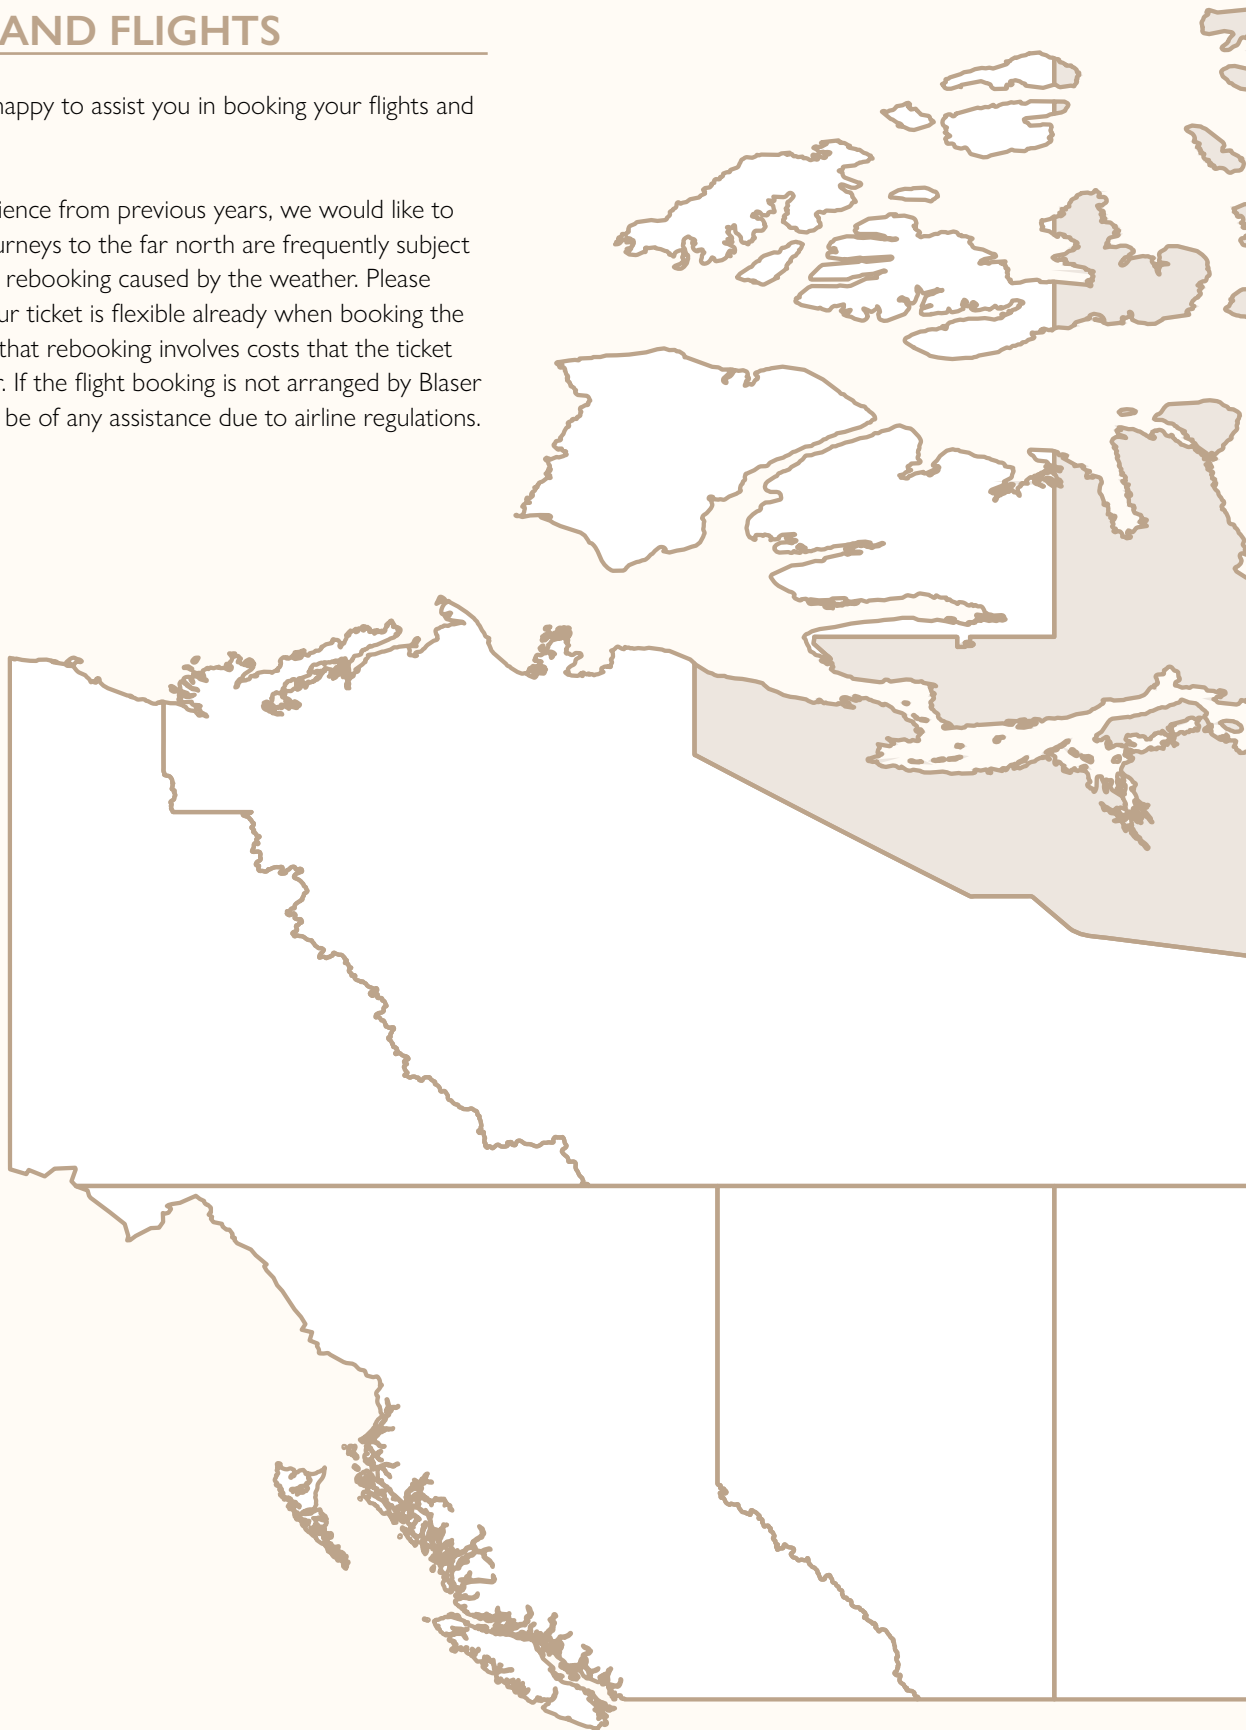 AND FLIGHTS
happy to assist you in booking your flights and
ience from previous years, we would like to
urneys to the far north are frequently subject
rebooking caused by the weather. Please
ur ticket is flexible already when booking the
that rebooking involves costs that the ticket
r. If the flight booking is not arranged by Blaser
be of any assistance due to airline regulations.